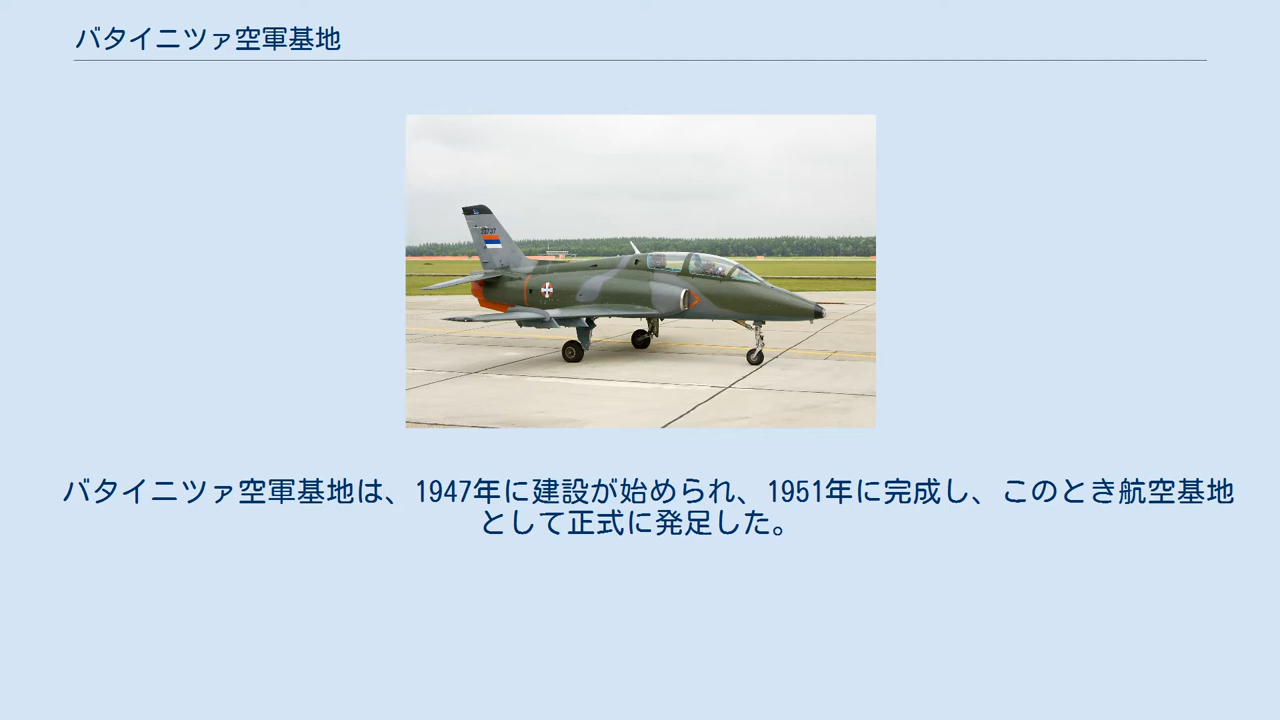 バタイニツァ空軍基地
バタイニツァ空軍基地は、1947年に建設が始められ、1951年に完成し、このとき航空基地
として正式に発足した。